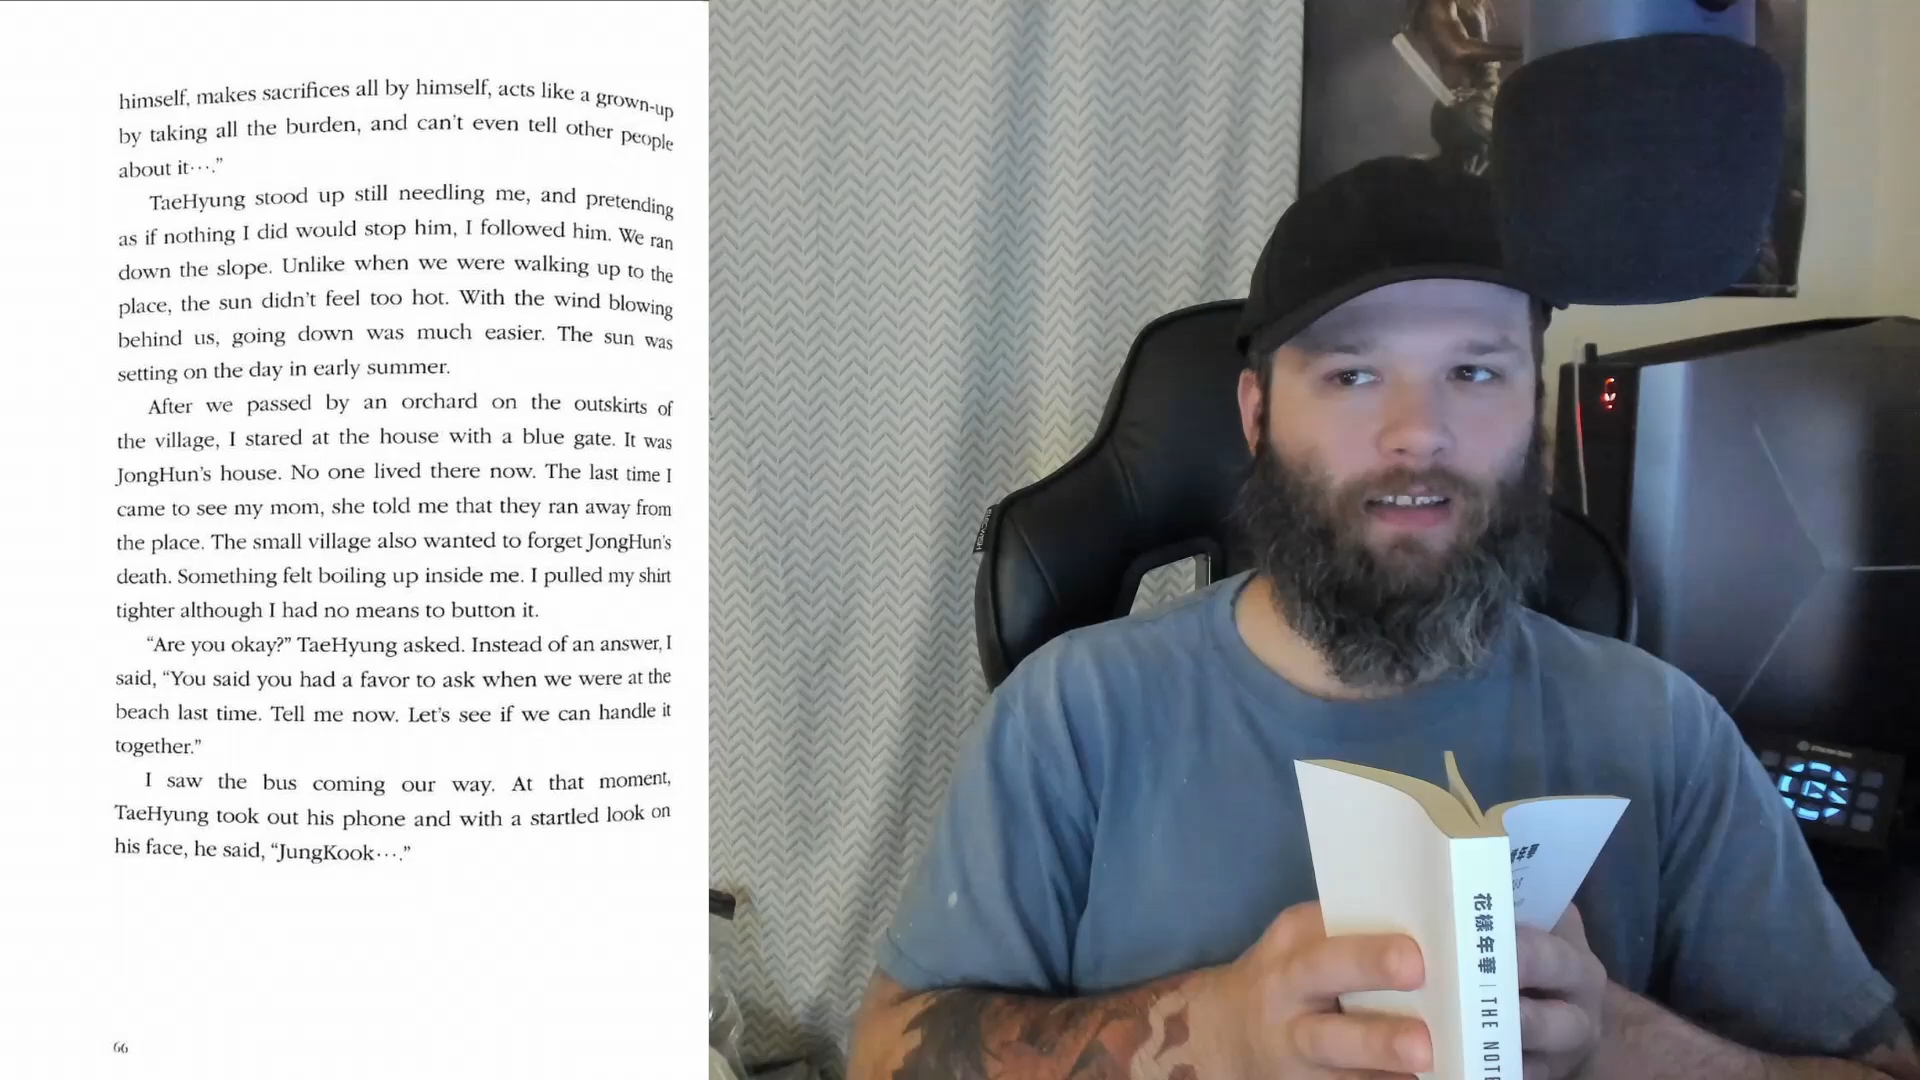 himself, makes sacrifices all by himself, acts like a grown-up
by taking all the burden, and can't even tell other people
about it····”
TaeHyung stood up still needling me, and pretending
as if nothing I did would stop him, I followed him. We ran
down the slope. Unlike when we were walking up to the
place, the sun didn't feel too hot. With the wind blowing
behind us, going down was much easier. The sun was
setting on the day in early summer.
After we passed by an orchard on the outskirts of
the village, I stared at the house with a blue gate. It was
JongHun's house. No one lived there now. The last time I
came to see my mom, she told me that they ran away from
the place. The small village also wanted to forget JongHun's
death. Something felt boiling up inside me. I pulled my shirt
tighter although I had no means to button it.
“Are you okay?” TaeHyung asked. Instead of an answer, I
said, “You said you had a favor to ask when we were at the
beach last time. Tell me now. Let's see if we can handle it
together.”
I saw the bus coming our way. At that moment,
TaeHyung took out his phone and with a startled look on
his face, he said, “JungKook····”
66
花樣年華 | THE NOTE